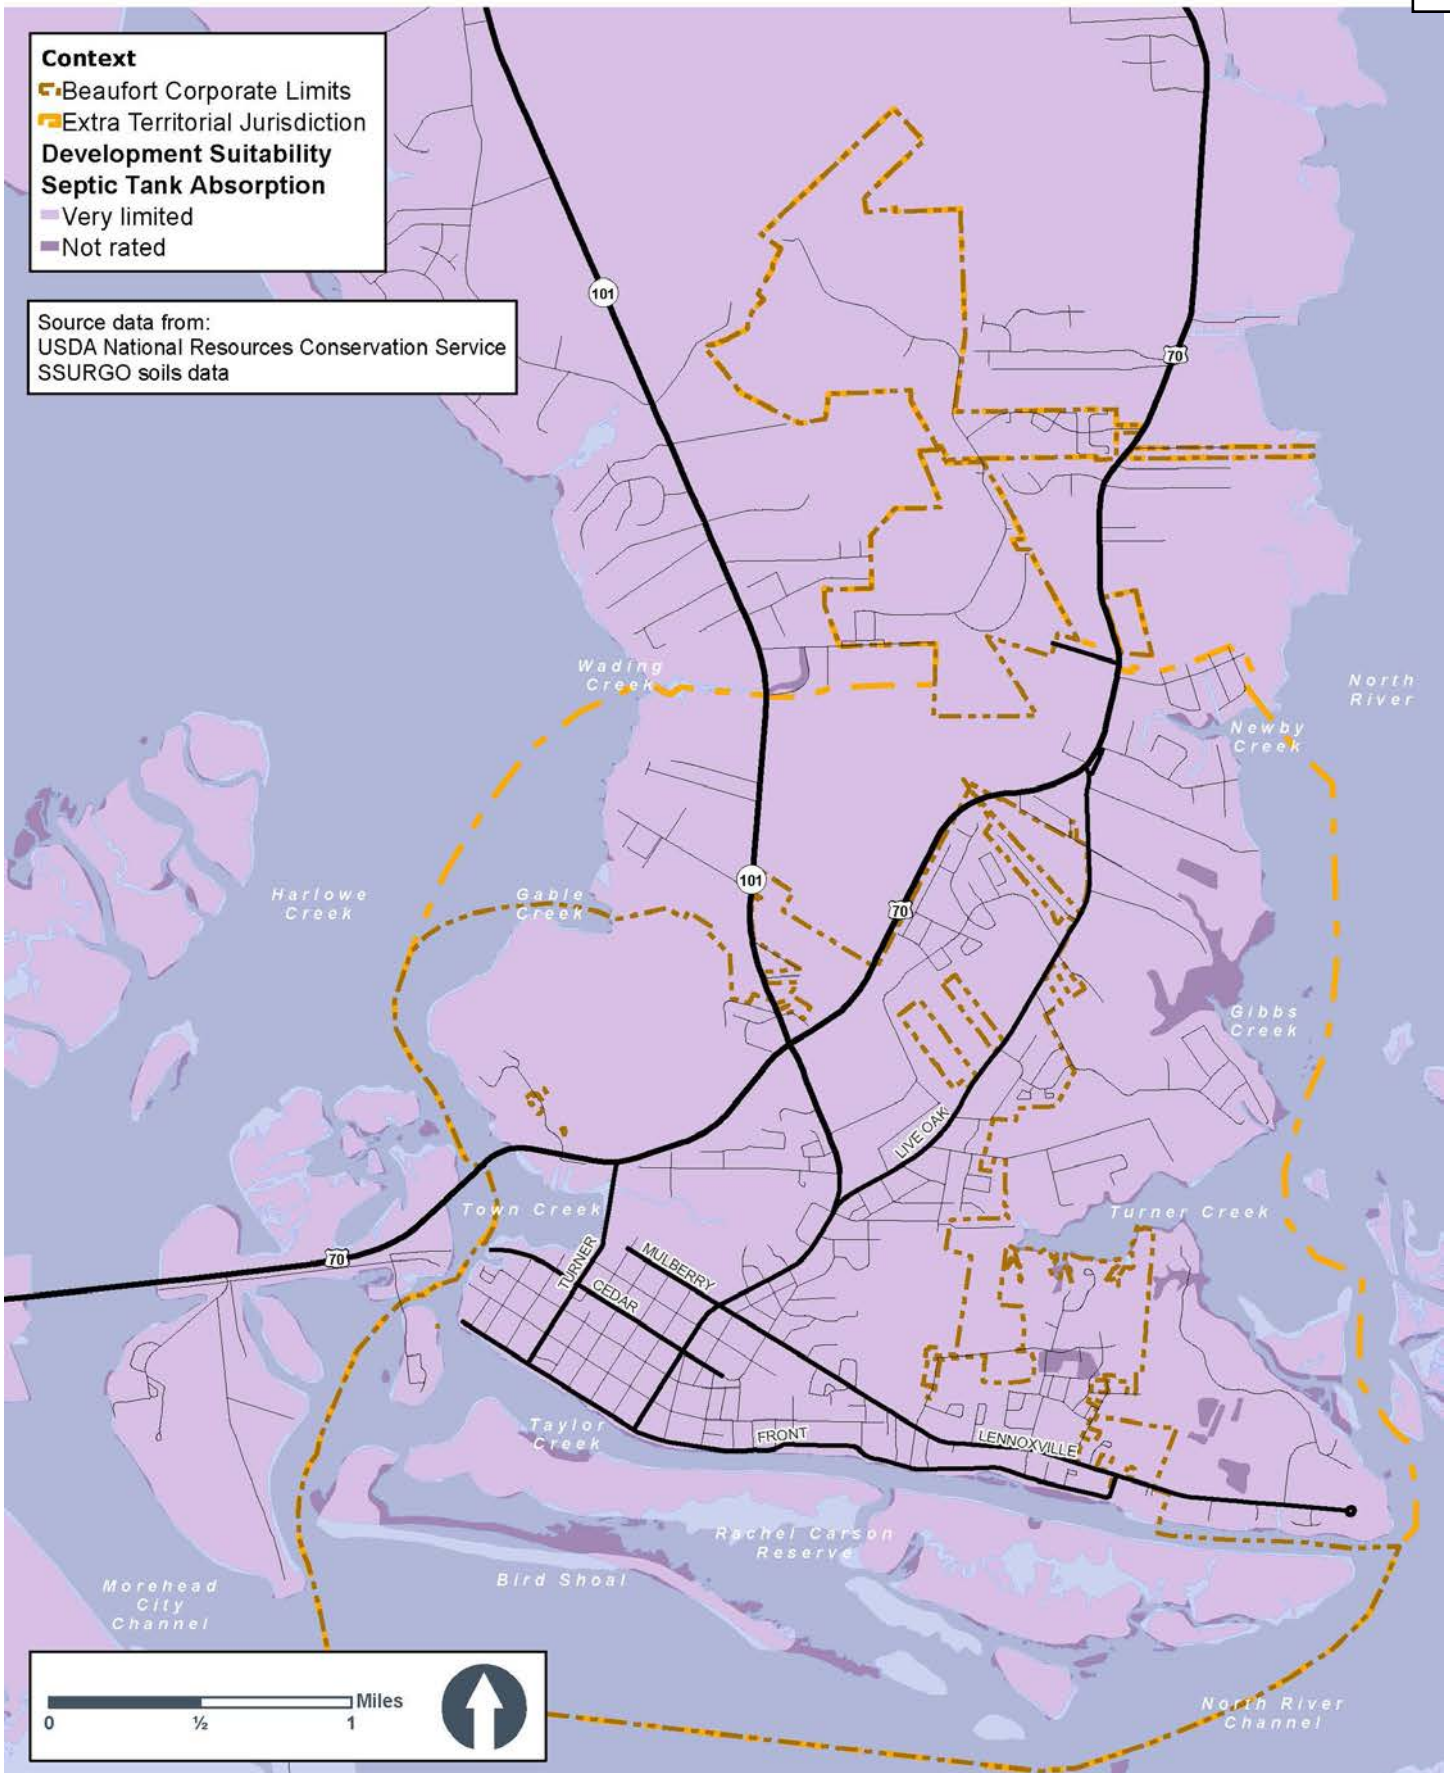 Context
Beaufort Corporate Limits
Extra Territorial Jurisdiction
Development Suitability
Septic Tank Absorption
Very limited
Not rated
Source data from:
USDA National Resources Conservation Service
SSURGO soils data
101
70
Wading
Creek
North
River
Newby
Creek
Harlowe
Creek
Gable
Creek
101
70
Gibbs
Creek
LIVE OAK
Town Creek
Turner Creek
70
TURNER
MULBERRY
CEDAR
Taylor
Creek
FRONT
LENNOXVILLE
Rachel Carson
Reserve
Bird Shoal
Morehead
City
Channel
North River
Channel
Miles
0 ½ 1